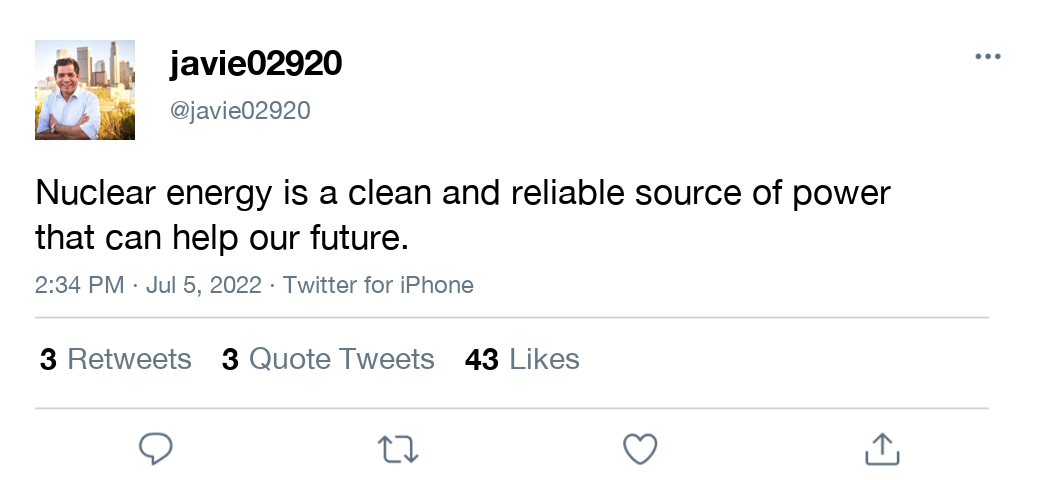 javie02920
@javie02920
Nuclear energy is a clean and reliable source of power
that can help our future.
2:34 PM · Jul 5, 2022 · Twitter for iPhone
3 Retweets 3 Quote Tweets 43 Likes